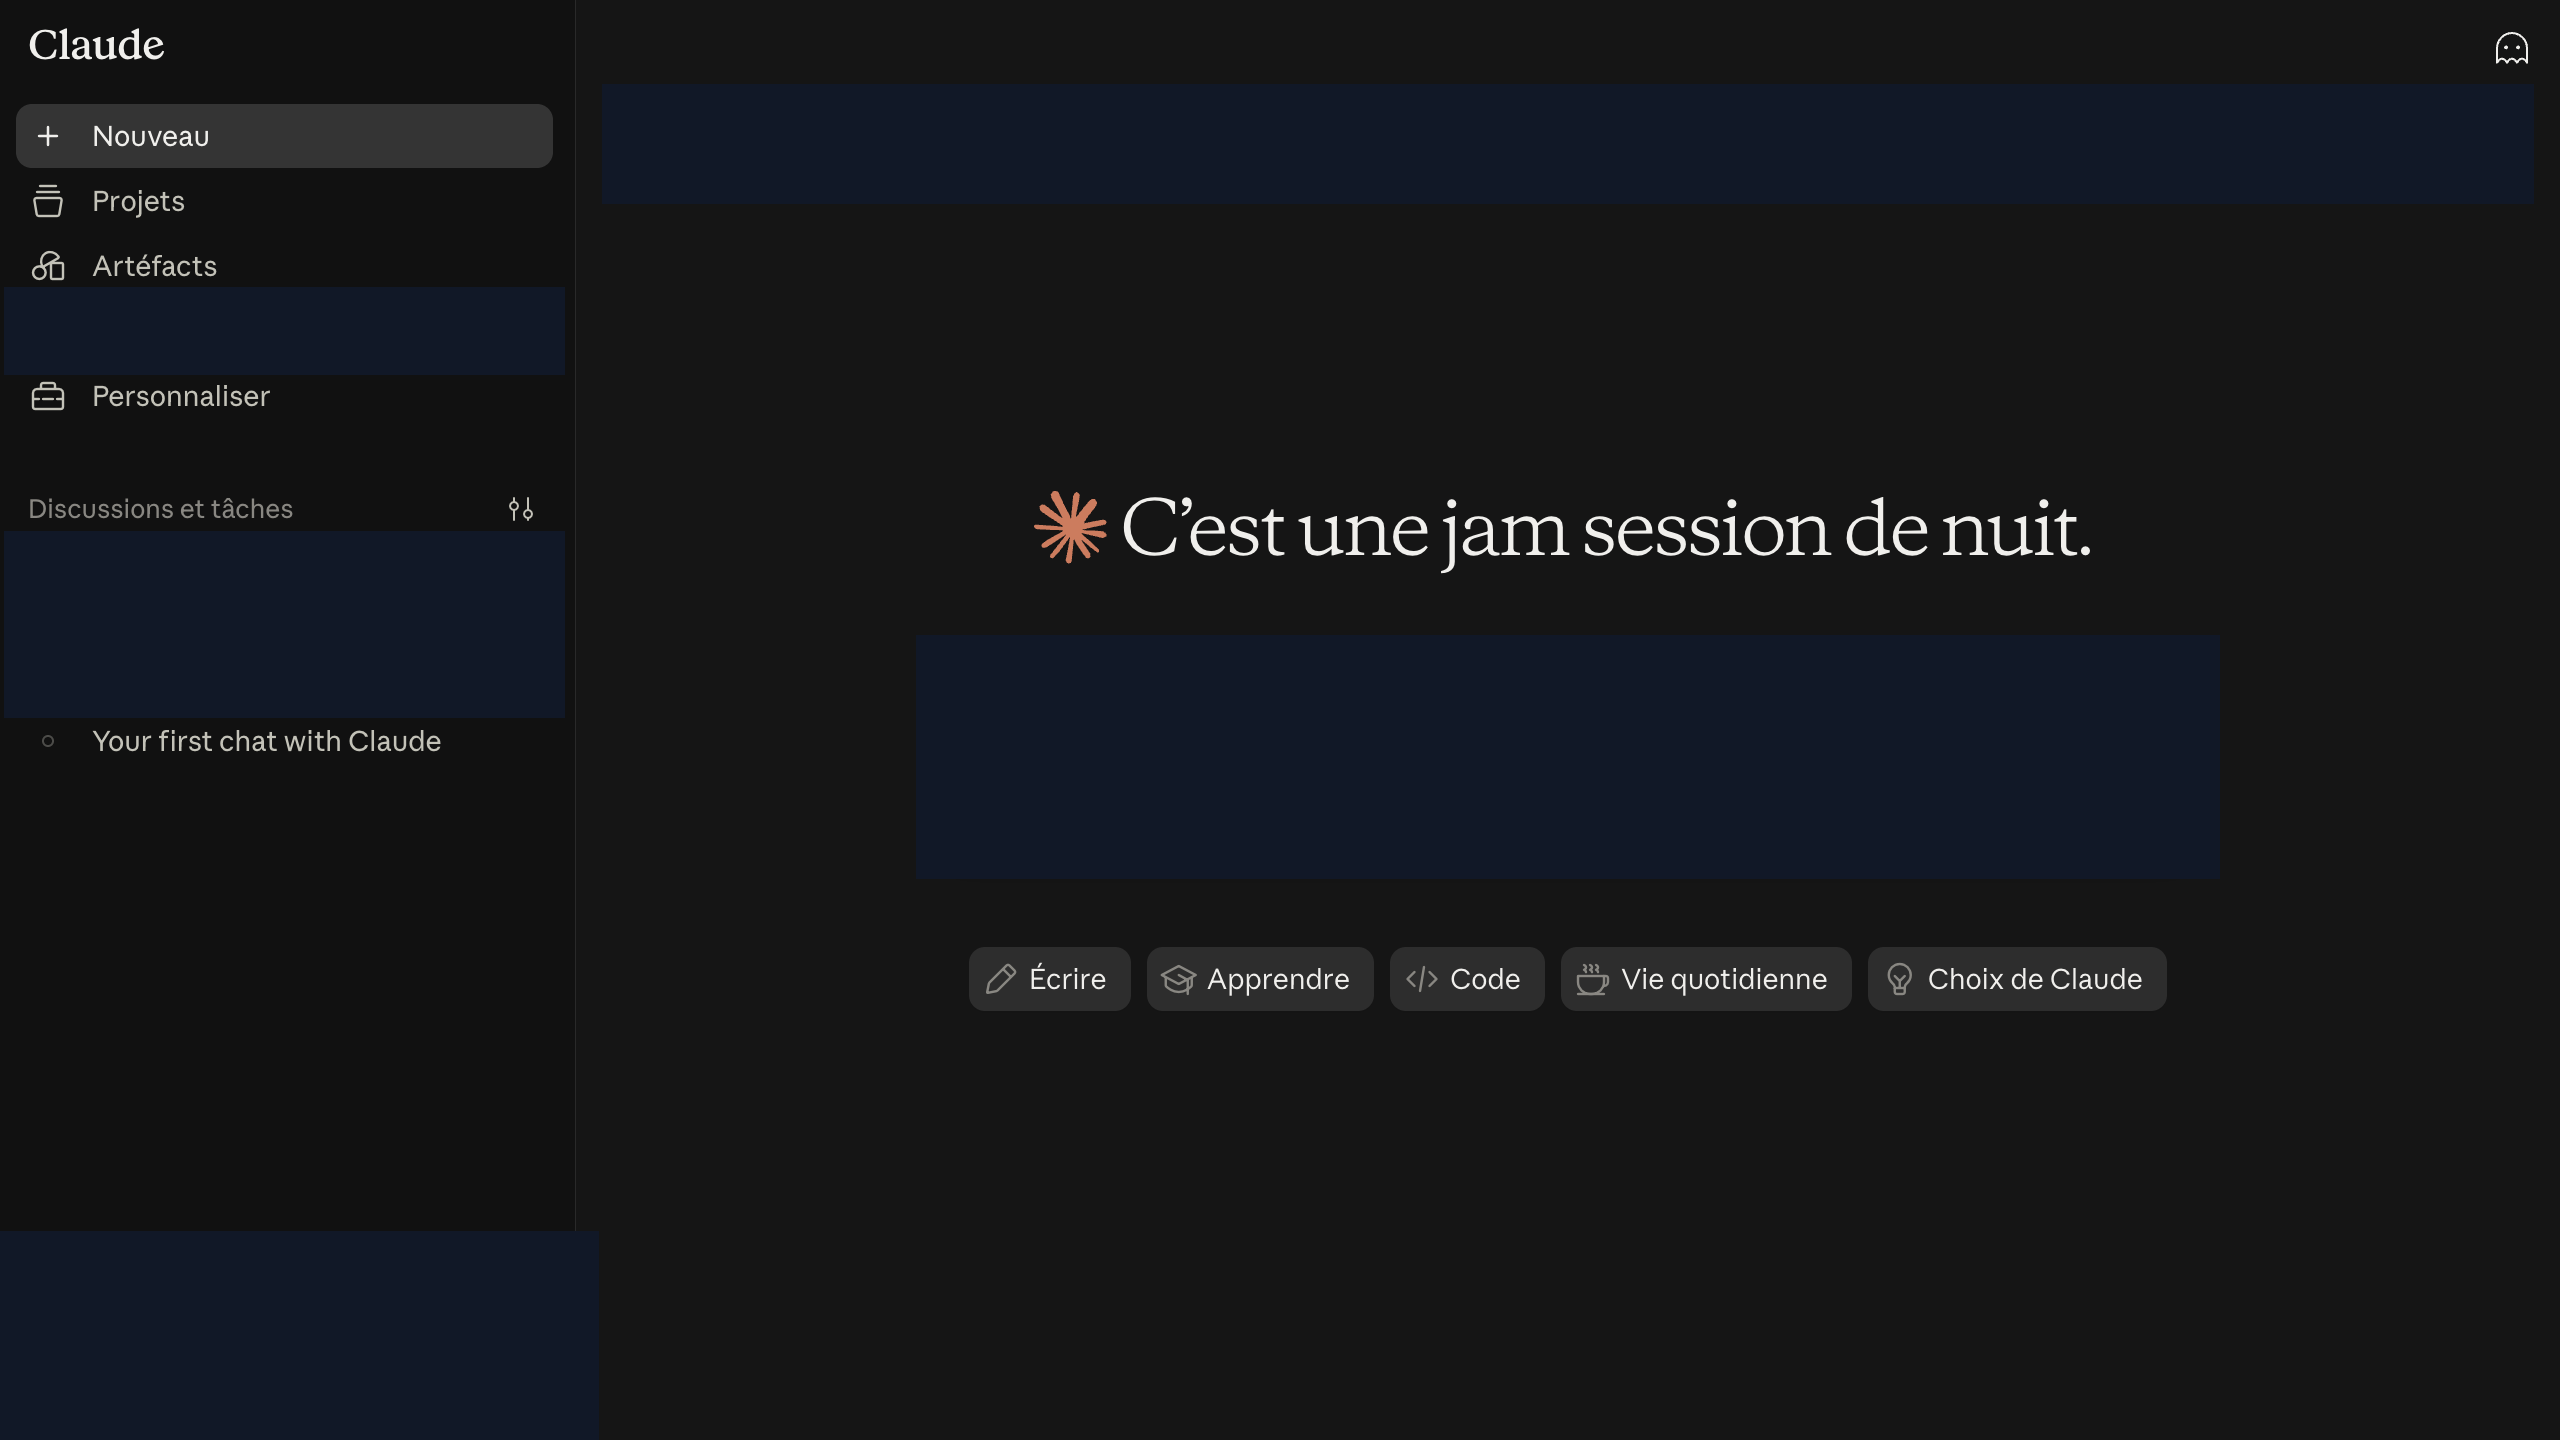 Claude
Nouveau
Projets
Artéfacts
Personnaliser
Discussions et tâches
Your first chat with Claude
C’est une jam session de nuit.
Écrire
Apprendre
Code
Vie quotidienne
Choix de Claude